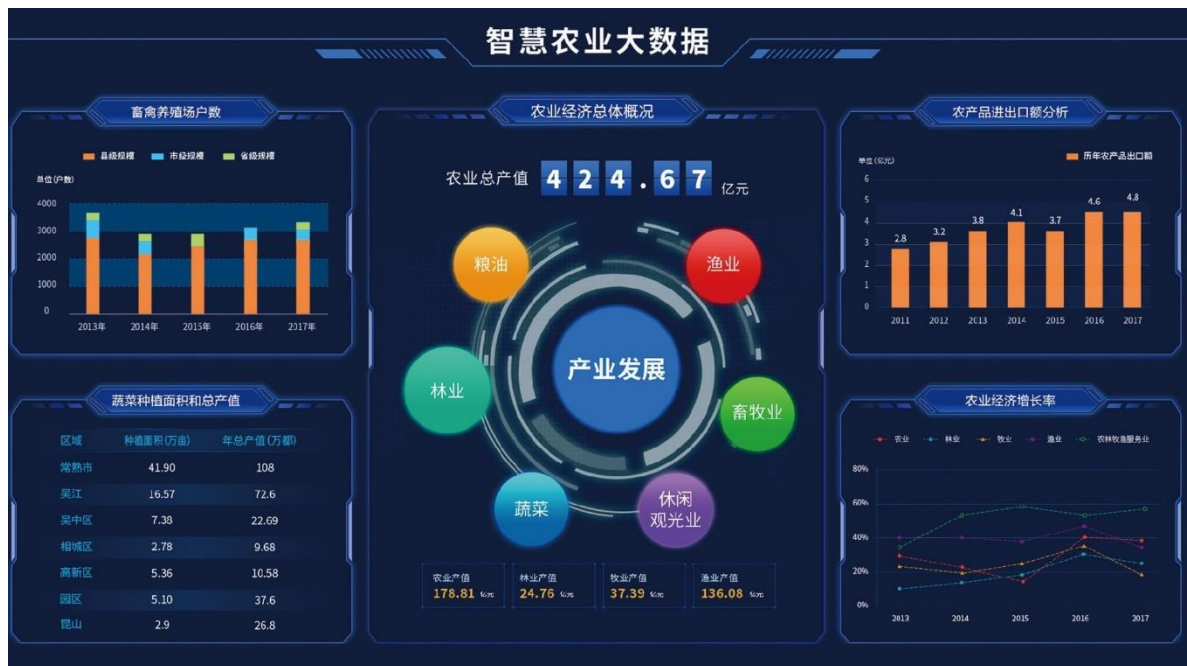 智慧农业大数据
畜禽养殖场户数
县级规模 市级规模 省级规模
单位(户数)
4000
3000
2000
1000
0
2013年 2014年 2015年 2016年 2017年
蔬菜种植面积和总产值
区域 种植面积(万亩) 年总产值(万都)
常熟市 41.90 108
吴江 16.57 72.6
吴中区 7.38 22.69
相城区 2.78 9.68
高新区 5.36 10.58
园区 5.10 37.6
昆山 2.9 26.8
农业经济总体概况
农业总产值 424.67 亿元
粮油
渔业
林业
产业发展
畜牧业
蔬菜
休闲
观光业
农业产值 林业产值 牧业产值 渔业产值
178.81 亿元 24.76 亿元 37.39 亿元 136.08 亿元
农产品进出口额分析
单位(亿元) 历年农产品出口额
6
5
4
3
2
1
0
2.8 3.2 3.8 4.1 3.7 4.6 4.8
2011 2012 2013 2014 2015 2016 2017
农业经济增长率
农业 林业 牧业 渔业 农林牧渔服务业
80%
60%
40%
20%
0%
2013 2014 2015 2016 2017